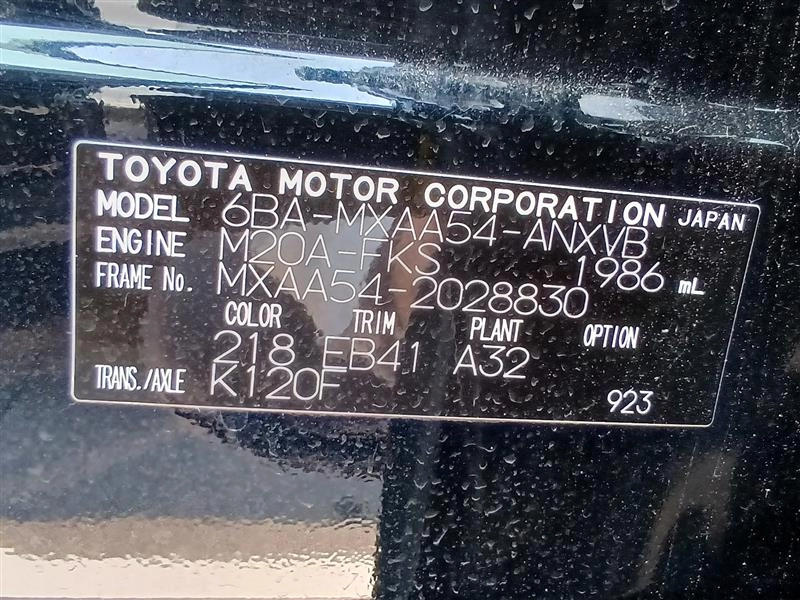 TOYOTA MOTOR CORPORATION JAPAN
MODEL 6BA-MXAA54-ANXVB
ENGINE M20A-FKS 1986 mL
FRAME No. MXAA54-2028830
COLOR TRIM PLANT OPTION
218 EB41 A32
TRANS./AXLE K120F 923